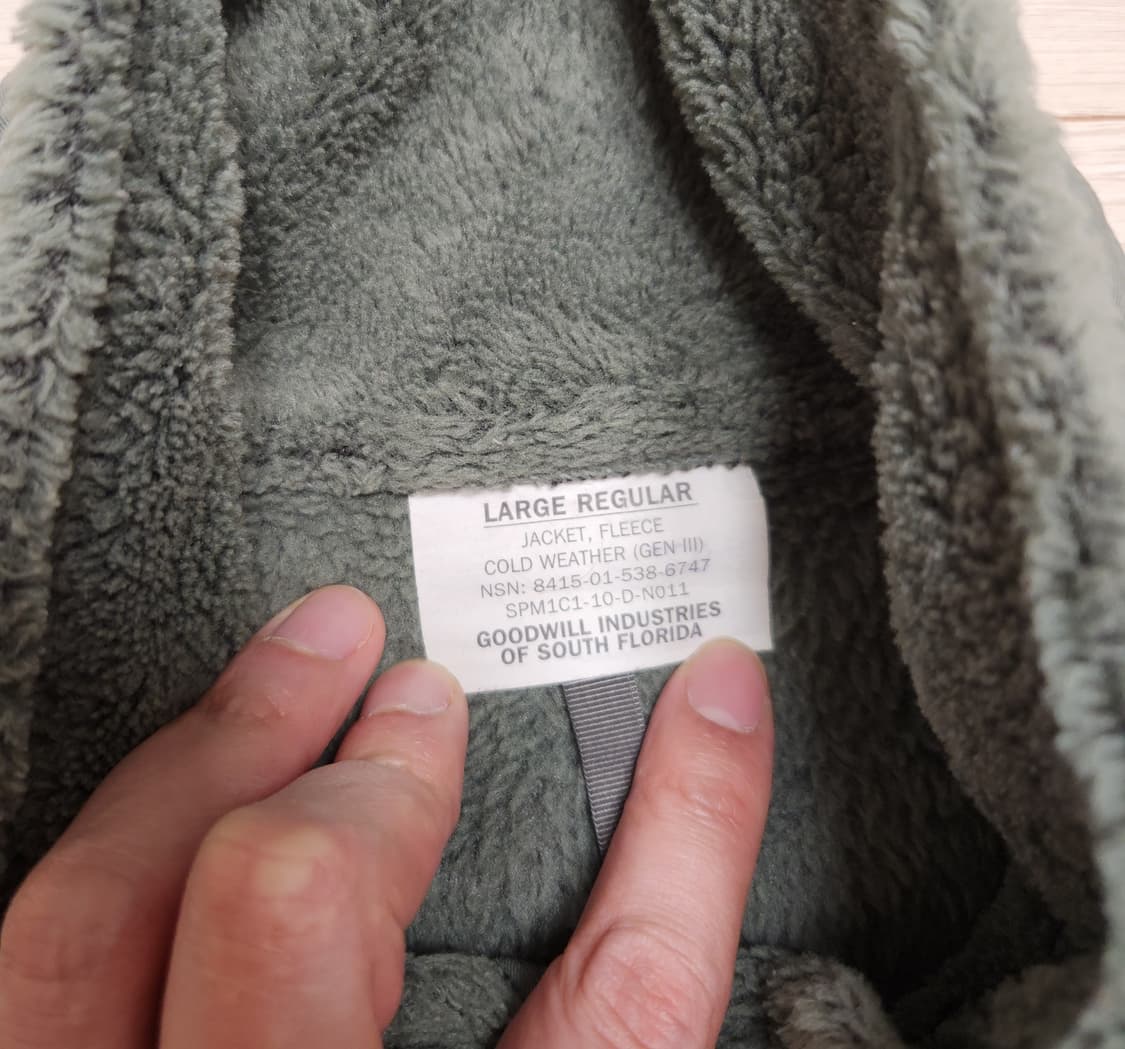 LARGE REGULAR
JACKET, FLEECE
COLD WEATHER (GEN III)
NSN: 8415-01-538-6747
SPM1C1-10-D-N011
GOODWILL INDUSTRIES
OF SOUTH FLORIDA